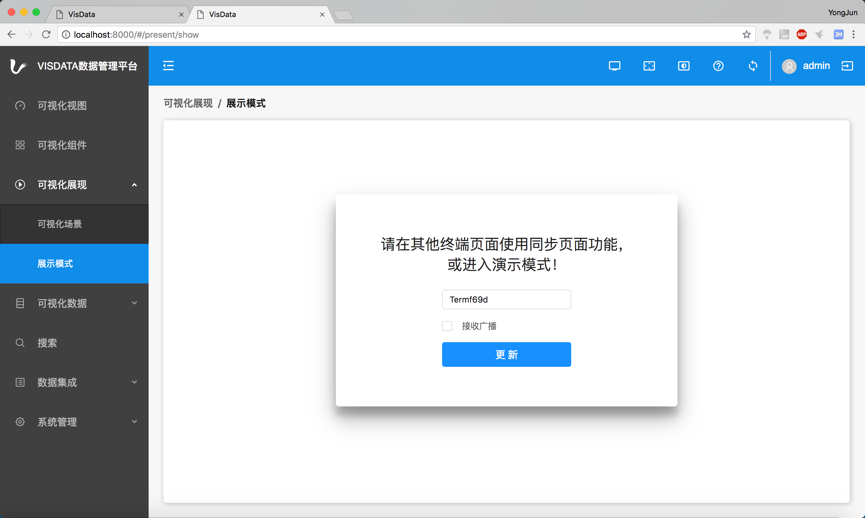 VisData
VisData
YongJun
localhost:8000/#/present/show
ABP
JH
VISDATA数据管理平台
admin
可视化视图
可视化组件
可视化展现
可视化场景
展示模式
可视化数据
搜索
数据集成
系统管理
可视化展现 / 展示模式
请在其他终端页面使用同步页面功能，
或进入演示模式！
Termf69d
接收广播
更 新